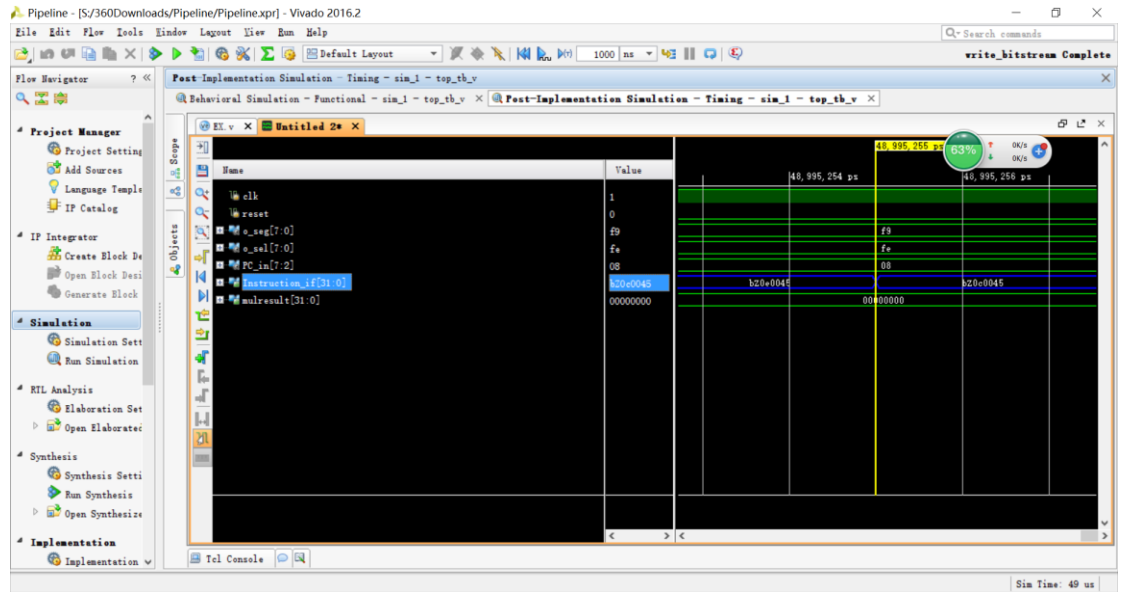 Pipeline - [S:/360Downloads/Pipeline/Pipeline.xpr] - Vivado 2016.2
File Edit Flow Tools Window Layout View Run Help
Q- Search commands
Default Layout
1000 ns
write_bitstream Complete
Flow Navigator ? «
Post-Implementation Simulation - Timing - sim_1 - top_tb_v
Behavioral Simulation - Functional - sim_1 - top_tb_v
Post-Implementation Simulation - Timing - sim_1 - top_tb_v
Project Manager
Project Setting
Add Sources
Language Temple
IP Catalog
IP Integrator
Create Block De
Open Block Desi
Generate Block
Simulation
Simulation Sett
Run Simulation
RTL Analysis
Elaboration Set
Open Elaborated
Synthesis
Synthesis Setti
Run Synthesis
Open Synthesize
Implementation
Implementation
Scope
Objects
EX.v
Untitled 2*
Name Value
clk 1
reset 0
o_seg[7:0] f9
o_sel[7:0] fe
PC_in[7:2] 08
Instruction_if[31:0] bZ0c0045
mulresult[31:0] 00000000
48,995,255 ps
63%
0K/s
0K/s
48,995,254 ps 48,995,256 ps
f9
fe
08
bZ0e0045 bZ0c0045
00000000
Tcl Console
Sim Time: 49 us